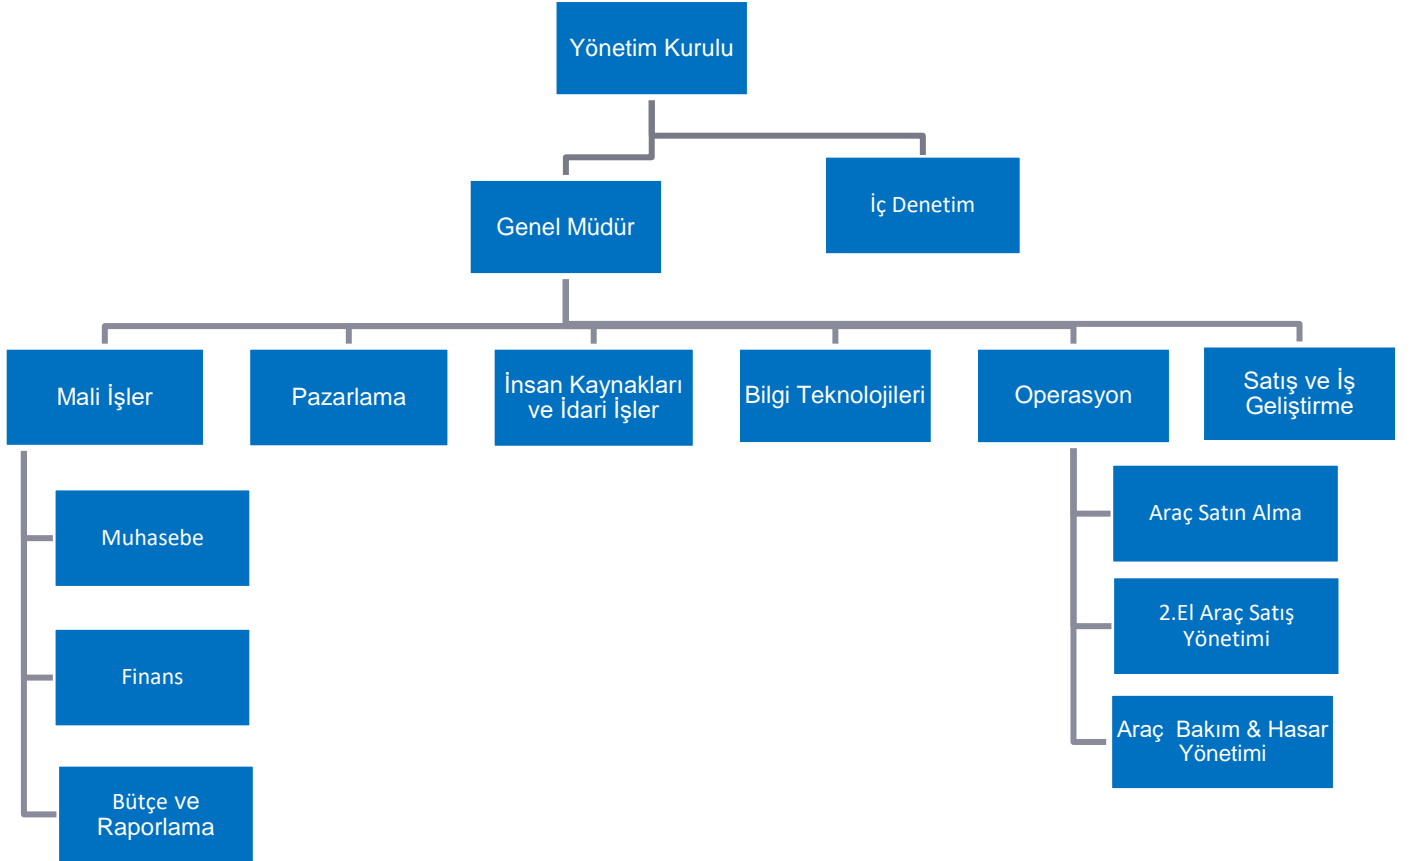 Yönetim Kurulu
İç Denetim
Genel Müdür
Mali İşler
Pazarlama
İnsan Kaynakları
ve İdari İşler
Bilgi Teknolojileri
Operasyon
Satış ve İş
Geliştirme
Muhasebe
Finans
Bütçe ve
Raporlama
Araç Satın Alma
2.El Araç Satış
Yönetimi
Araç  Bakım & Hasar
Yönetimi